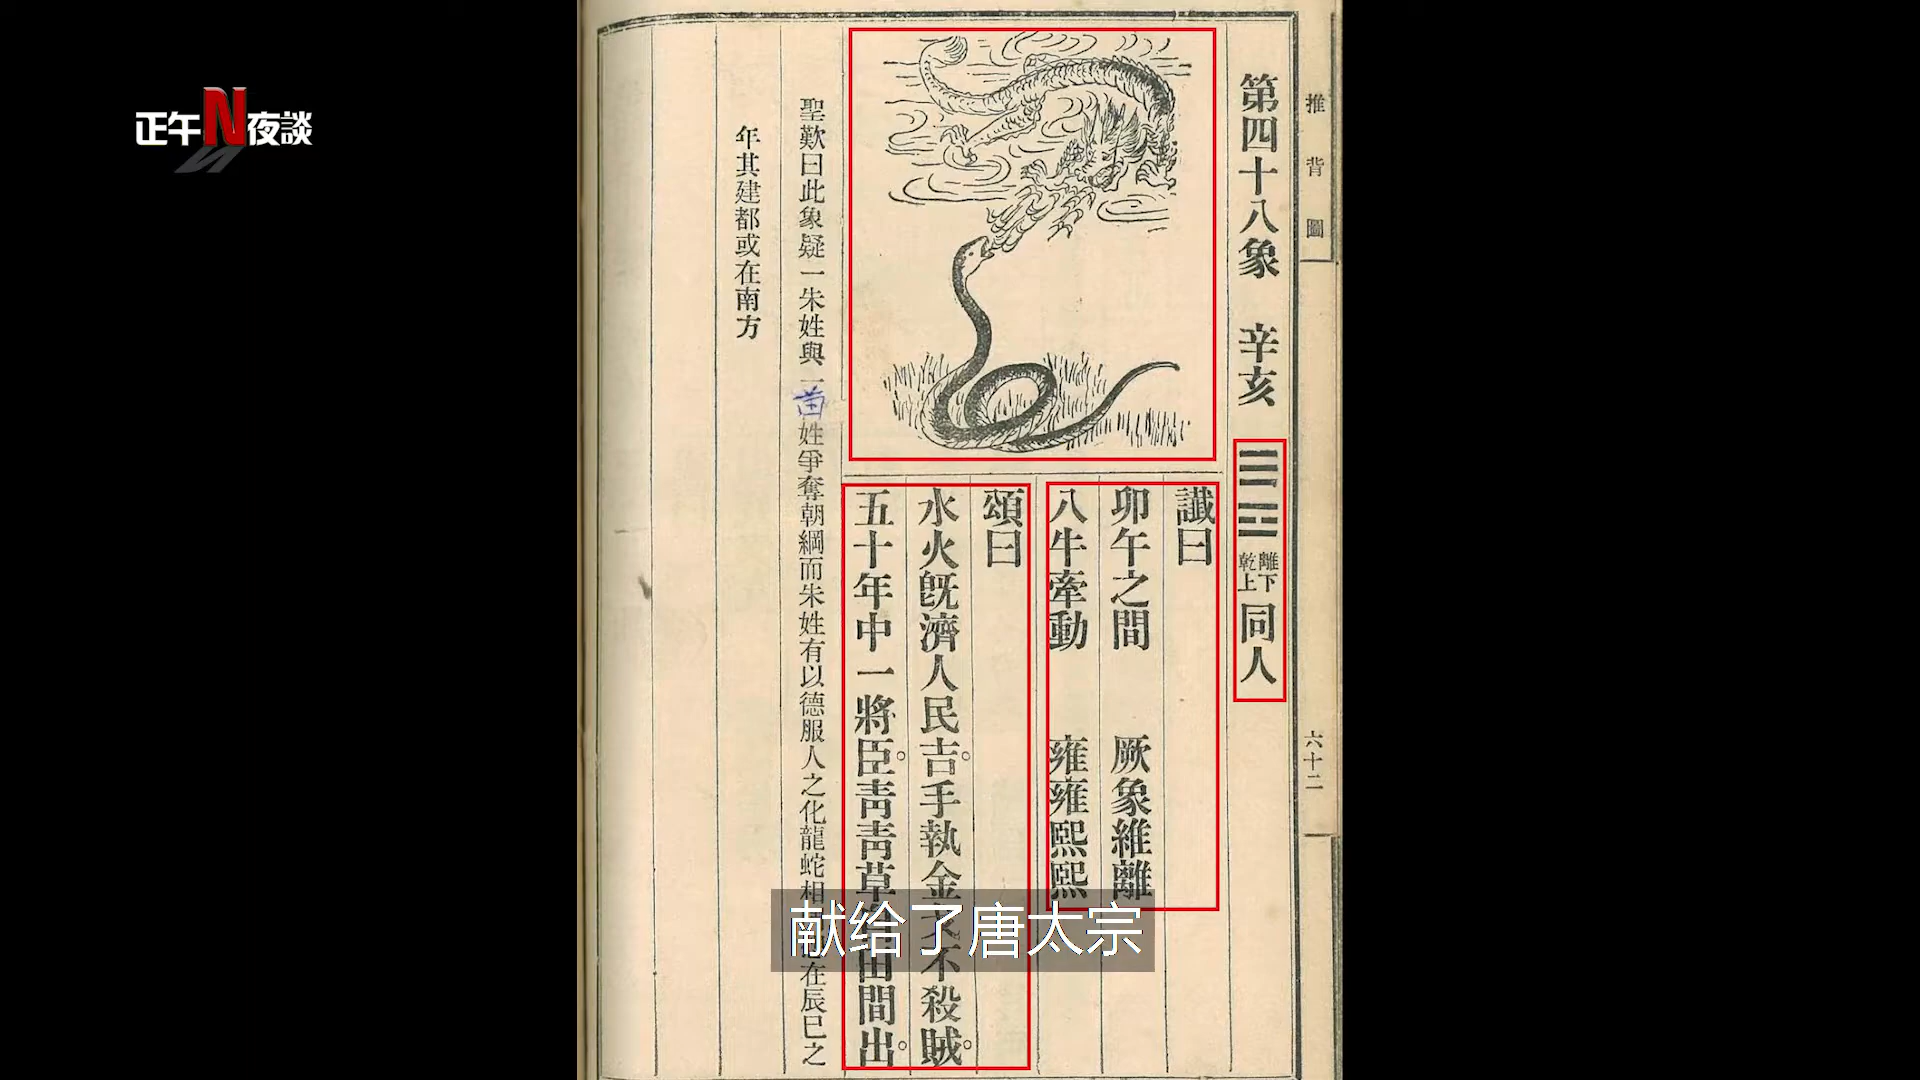 正午N夜談
推背圖
六十二
第四十八象 辛亥
離下
乾上
同人
讖曰
卯午之間 厥象維離
八牛牽動 雍雍熙熙
頌曰
水火旣濟人民吉。手執金 不殺賊。
五十年中一將臣。青青草 田間出。
聖歎曰此象疑一朱姓與一苗姓爭奪朝綱而朱姓有以德服人之化龍蛇相 在辰巳之
年其建都或在南方
献给了唐太宗